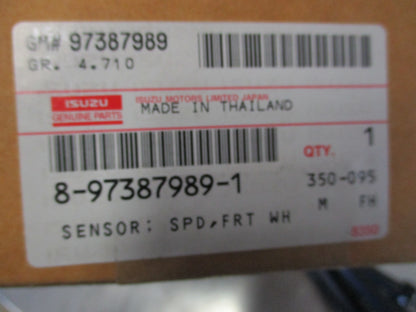 GM# 97387989
GR. 4.710
ISUZU
GENUINE PARTS
ISUZU MOTORS LIMITED JAPAN
MADE IN THAILAND
QTY. 1
8-97387989-1
350-095
M FH
SENSOR: SPD,FRT WH
8350